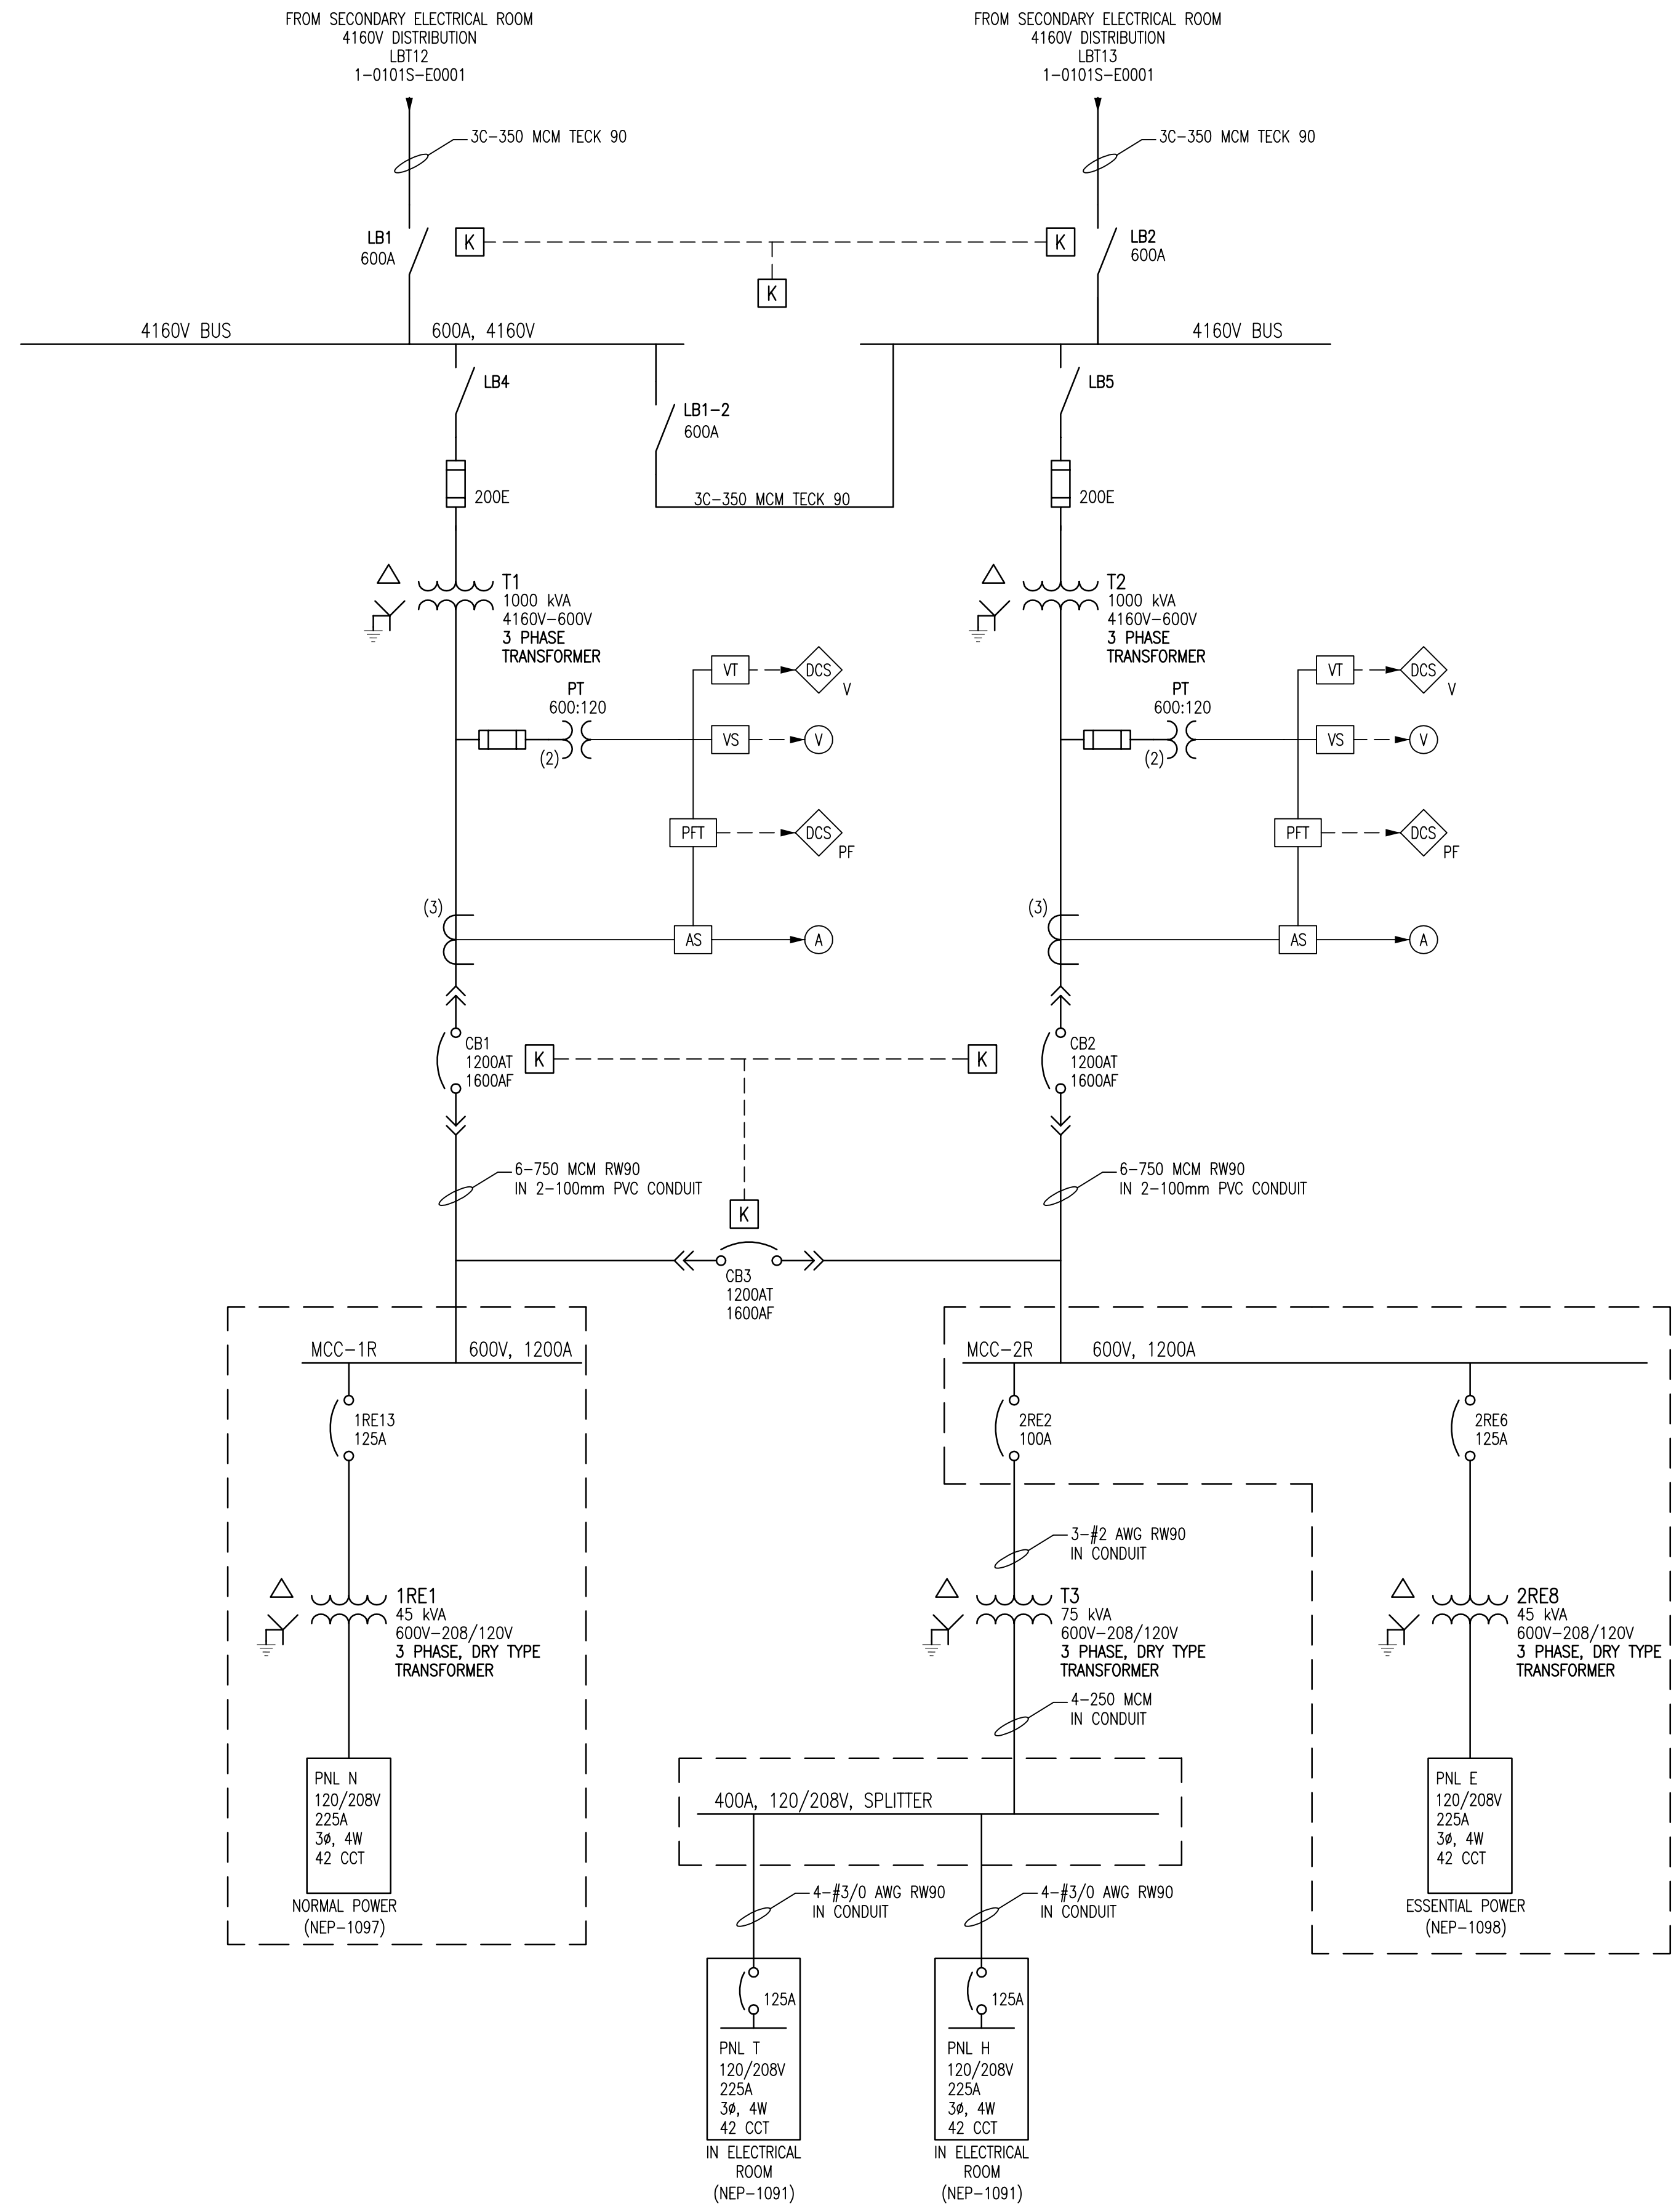 FROM SECONDARY ELECTRICAL ROOM
4160V DISTRIBUTION
LBT12
1-0101S-E0001
FROM SECONDARY ELECTRICAL ROOM
4160V DISTRIBUTION
LBT13
1-0101S-E0001
3C-350 MCM TECK 90
3C-350 MCM TECK 90
LB1
600A
K
K
K
LB2
600A
4160V BUS
600A, 4160V
4160V BUS
LB4
LB1-2
600A
LB5
200E
3C-350 MCM TECK 90
200E
T1
1000 kVA
4160V-600V
3 PHASE
TRANSFORMER
T2
1000 kVA
4160V-600V
3 PHASE
TRANSFORMER
PT
600:120
(2)
VT
DCS
V
VS
V
PFT
DCS
PF
(3)
AS
A
PT
600:120
(2)
VT
DCS
V
VS
V
PFT
DCS
PF
(3)
AS
A
CB1
1200AT
1600AF
K
K
K
CB2
1200AT
1600AF
6-750 MCM RW90
IN 2-100mm PVC CONDUIT
6-750 MCM RW90
IN 2-100mm PVC CONDUIT
CB3
1200AT
1600AF
MCC-1R
600V, 1200A
MCC-2R
600V, 1200A
1RE13
125A
2RE2
100A
2RE6
125A
3-#2 AWG RW90
IN CONDUIT
1RE1
45 kVA
600V-208/120V
3 PHASE, DRY TYPE
TRANSFORMER
T3
75 kVA
600V-208/120V
3 PHASE, DRY TYPE
TRANSFORMER
2RE8
45 kVA
600V-208/120V
3 PHASE, DRY TYPE
TRANSFORMER
4-250 MCM
IN CONDUIT
PNL N
120/208V
225A
3ø, 4W
42 CCT
NORMAL POWER
(NEP-1097)
400A, 120/208V, SPLITTER
PNL E
120/208V
225A
3ø, 4W
42 CCT
ESSENTIAL POWER
(NEP-1098)
4-#3/0 AWG RW90
IN CONDUIT
4-#3/0 AWG RW90
IN CONDUIT
125A
PNL T
120/208V
225A
3ø, 4W
42 CCT
IN ELECTRICAL
ROOM
(NEP-1091)
125A
PNL H
120/208V
225A
3ø, 4W
42 CCT
IN ELECTRICAL
ROOM
(NEP-1091)